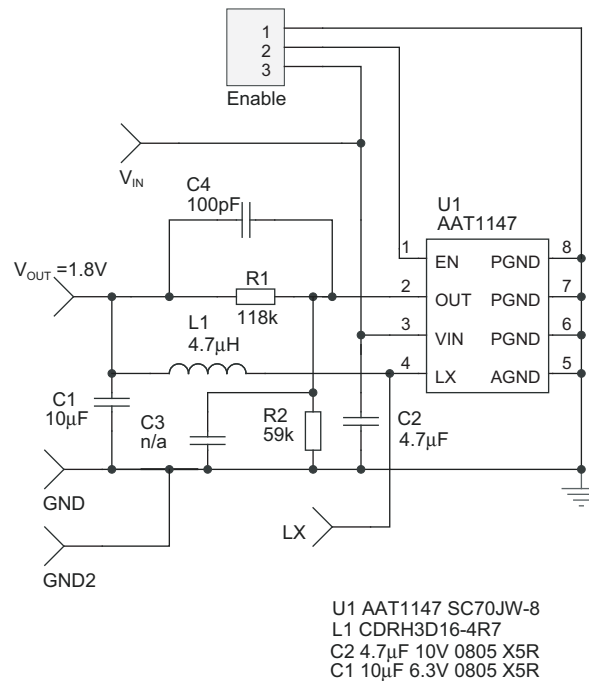 1
2
3
Enable
V_IN
C4
100pF
U1
AAT1147
V_OUT =1.8V
R1
118k
1 EN PGND 8
2 OUT PGND 7
3 VIN PGND 6
4 LX AGND 5
L1
4.7μH
C1
10μF
C3
n/a
R2
59k
C2
4.7μF
GND
LX
GND2
U1 AAT1147 SC70JW-8
L1 CDRH3D16-4R7
C2 4.7μF 10V 0805 X5R
C1 10μF 6.3V 0805 X5R